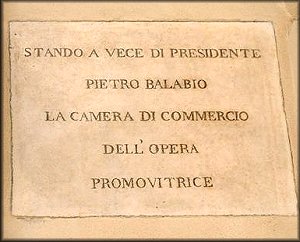 STANDO A VECE DI PRESIDENTE
PIETRO BALABIO
LA CAMERA DI COMMERCIO
DELL' OPERA
PROMOVITRICE